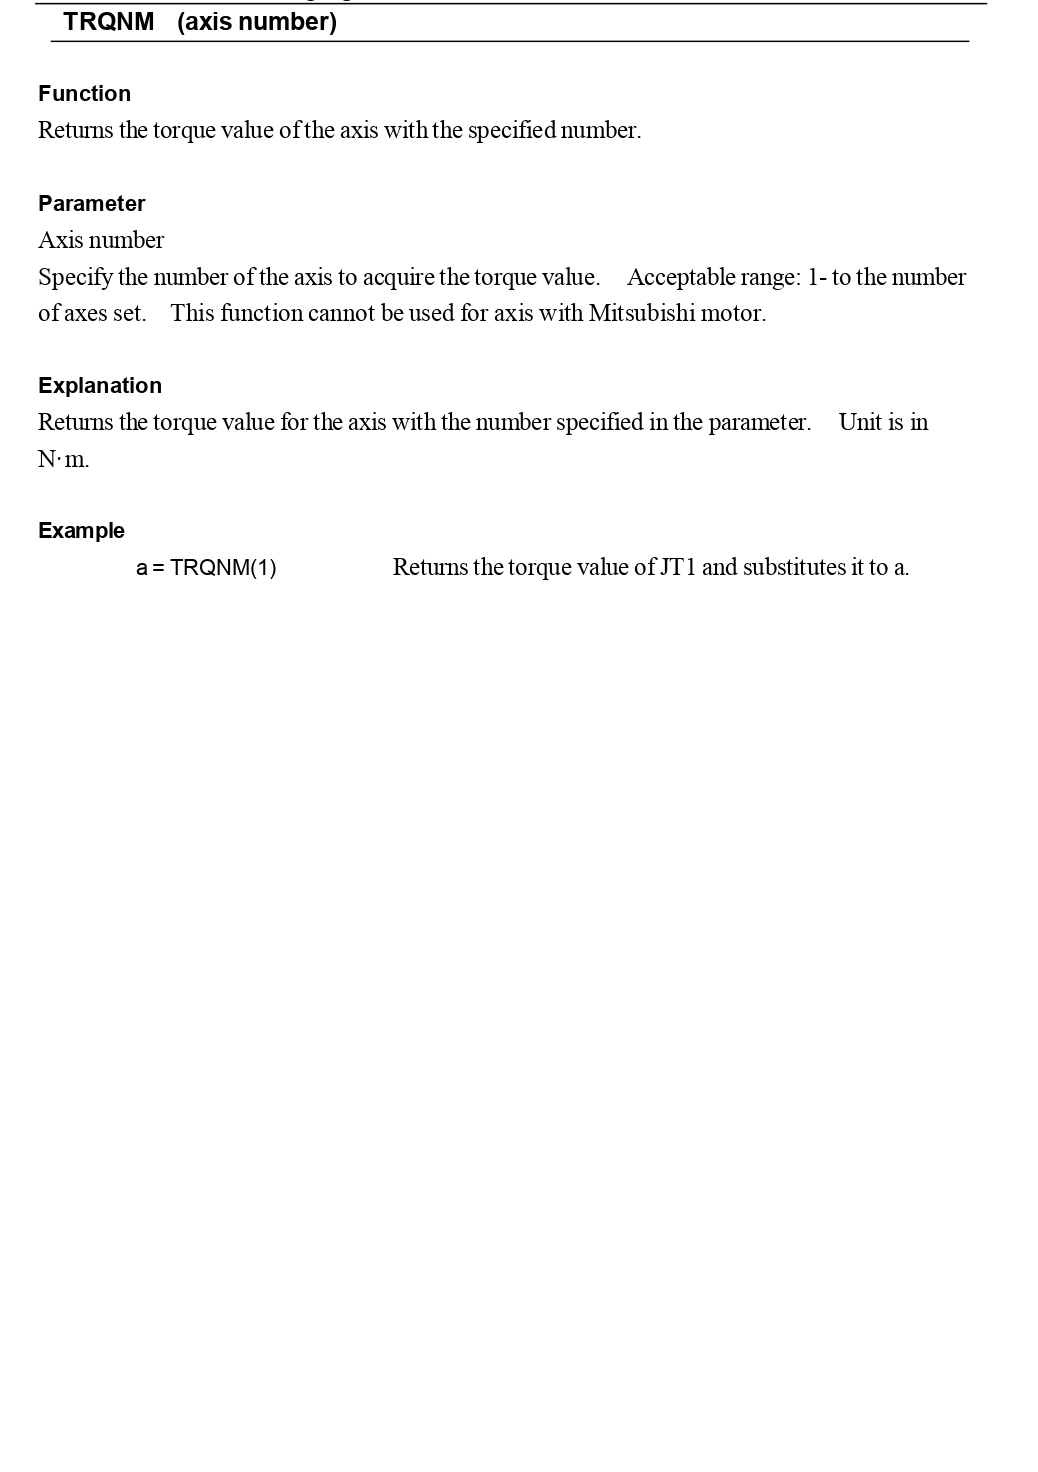 TRQNM (axis number)
Function
Returns the torque value of the axis with the specified number.
Parameter
Axis number
Specify the number of the axis to acquire the torque value. Acceptable range: 1- to the number
of axes set. This function cannot be used for axis with Mitsubishi motor.
Explanation
Returns the torque value for the axis with the number specified in the parameter. Unit is in
N·m.
Example
a = TRQNM(1) Returns the torque value of JT1 and substitutes it to a.